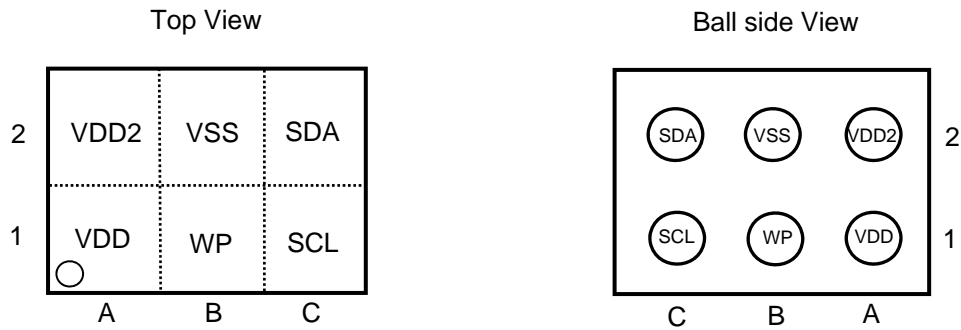 Top View
2 VDD2 VSS SDA
1 VDD WP SCL
A B C
Ball side View
SDA VSS VDD2 2
SCL WP VDD 1
C B A